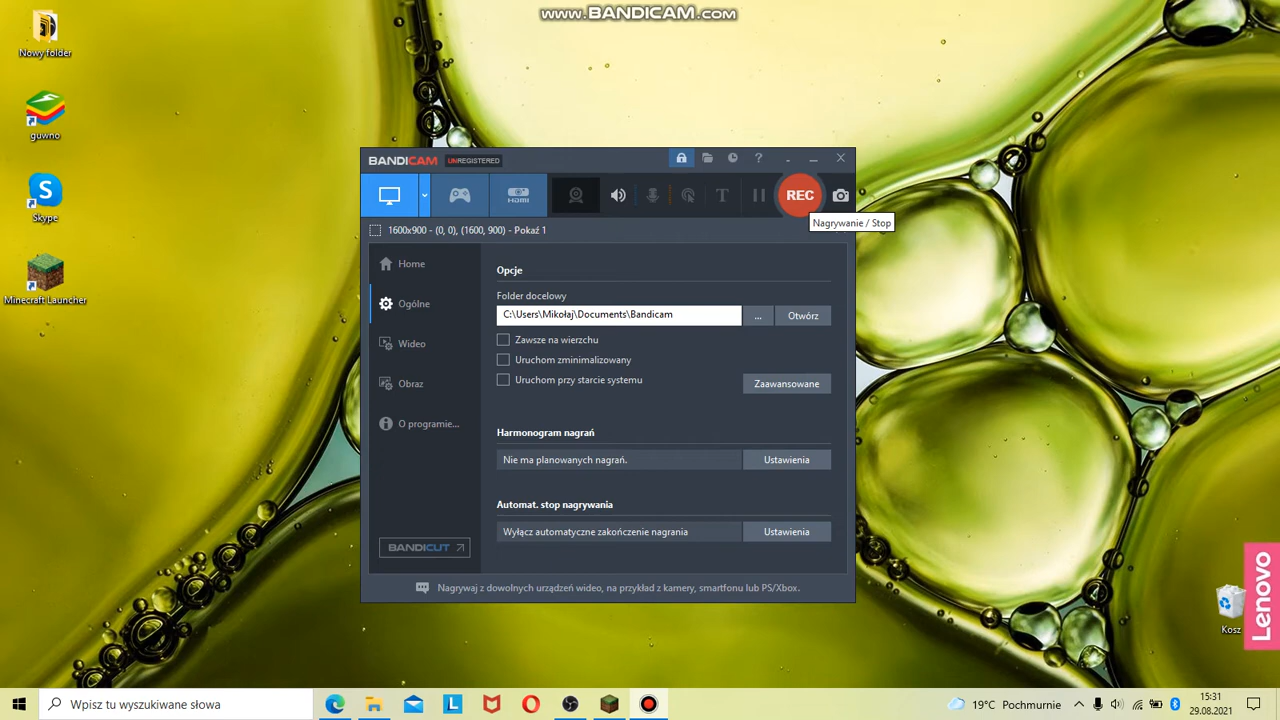 www.BANDICAM.com
Nowy folder
guwno
Skype
Minecraft Launcher
BANDICAM UNREGISTERED
?
HDMI
T
REC
Nagrywanie / Stop
1600x900 - (0, 0), (1600, 900) - Pokaż 1
Home
Ogólne
Wideo
Obraz
O programie...
BANDICUT
Opcje
Folder docelowy
C:\Users\Mikołaj\Documents\Bandicam
...
Otwórz
Zawsze na wierzchu
Uruchom zminimalizowany
Uruchom przy starcie systemu
Zaawansowane
Harmonogram nagrań
Nie ma planowanych nagrań.
Ustawienia
Automat. stop nagrywania
Wyłącz automatyczne zakończenie nagrania
Ustawienia
Nagrywaj z dowolnych urządzeń wideo, na przykład z kamery, smartfonu lub PS/Xbox.
Kosz
Lenovo
Wpisz tu wyszukiwane słowa
L
19°C Pochmurnie
15:31
29.08.2021